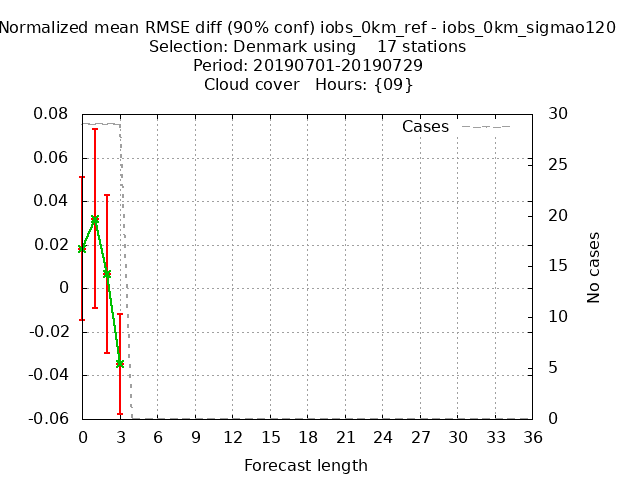 Normalized mean RMSE diff (90% conf) iobs_0km_ref - iobs_0km_sigmao120
Selection: Denmark using    17 stations
Period: 20190701-20190729
Cloud cover   Hours: {09}
Cases
0.08
0.06
0.04
0.02
0
-0.02
-0.04
-0.06
30
25
20
15
10
5
0
No cases
0 3 6 9 12 15 18 21 24 27 30 33 36
Forecast length